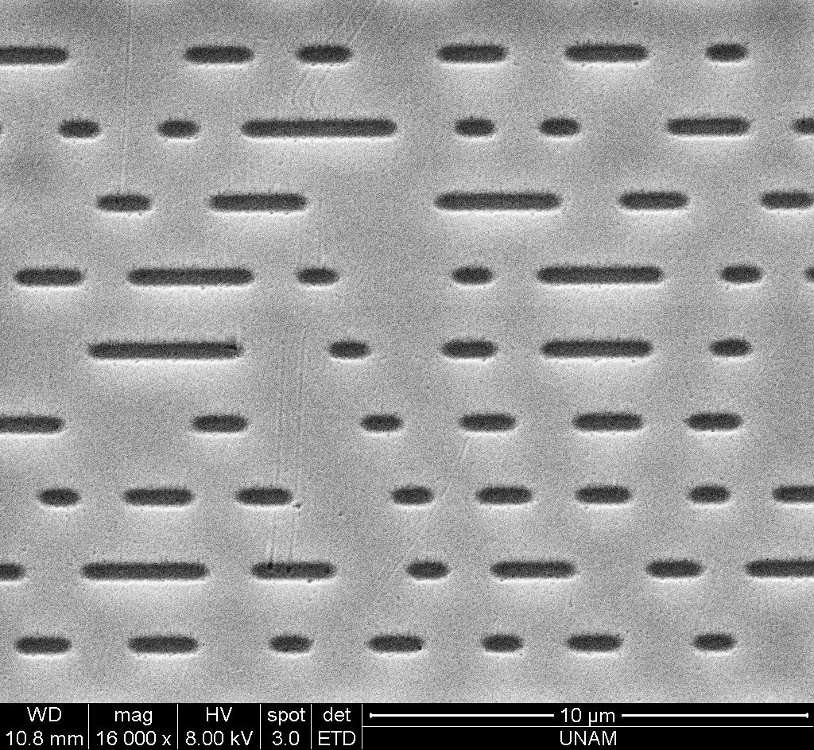 WD mag HV spot det 10 µm
10.8 mm 16 000 x 8.00 kV 3.0 ETD UNAM